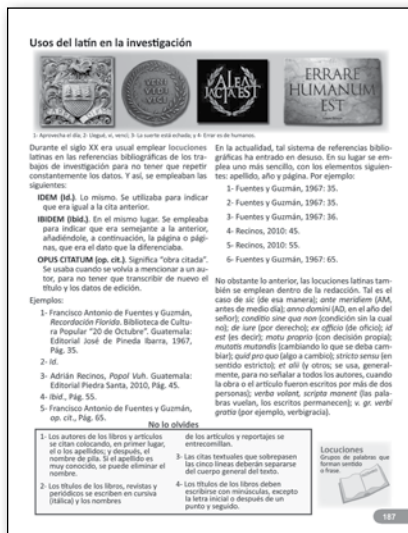 Usos del latín en la investigación
VENI
VIDI
VICI
ALEA
JACTA EST
ERRARE
HUMANUM
EST
1- Aprovecha el día; 2- Llegué, vi, vencí; 3- La suerte está echada; y 4- Errar es de humanos.
Durante el siglo XX era usual emplear locuciones
latinas en las referencias bibliográficas de los tra-
bajos de investigación para no tener que repetir
constantemente los datos. Y así, se empleaban las
siguientes:
IDEM (Id.). Lo mismo. Se utilizaba para indicar
que era igual a la cita anterior.
IBIDEM (Ibid.). En el mismo lugar. Se empleaba
para indicar que era semejante a la anterior,
añadiéndole, a continuación, la página o pági-
nas, que era el dato que la diferenciaba.
OPUS CITATUM (op. cit.). Significa "obra citada".
Se usaba cuando se volvía a mencionar a un au-
tor, para no tener que transcribir de nuevo el
título y los datos de edición.
Ejemplos:
1- Francisco Antonio de Fuentes y Guzmán,
Recordación Florida. Biblioteca de Cultu-
ra Popular "20 de Octubre". Guatemala:
Editorial José de Pineda Ibarra, 1967,
Pág. 35.
2- Id.
3- Adrián Recinos, Popol Vuh. Guatemala:
Editorial Piedra Santa, 2010, Pág. 45.
4- Ibid., Pág. 55.
5- Francisco Antonio de Fuentes y Guzmán,
op. cit., Pág. 65.
En la actualidad, tal sistema de referencias biblio-
gráficas ha entrado en desuso. En su lugar se em-
plea uno más sencillo, con los elementos siguien-
tes: apellido, año y página. Por ejemplo:
1- Fuentes y Guzmán, 1967: 35.
2- Fuentes y Guzmán, 1967: 35.
3- Fuentes y Guzmán, 1967: 36.
4- Recinos, 2010: 45.
5- Recinos, 2010: 55.
6- Fuentes y Guzmán, 1967: 65.
No obstante lo anterior, las locuciones latinas tam-
bién se emplean dentro de la redacción. Tal es el
caso de sic (de esa manera); ante meridiem (AM,
antes de medio día); anno domini (AD, en el año del
señor); conditio sine qua non (condición sin la cual
no); de iure (por derecho); ex officio (de oficio); id
est (es decir); motu proprio (con decisión propia);
mutatis mutandis (cambiando lo que se deba cam-
biar); quid pro quo (algo a cambio); stricto sensu (en
sentido estricto); et alii (y otros; se usa, general-
mente, para no señalar a todos los autores, cuando
la obra o el artículo fueron escritos por más de dos
personas); verba volant, scripta manent (las pala-
bras vuelan, los escritos permanecen); v. gr. verbi
gratia (por ejemplo, verbigracia).
No lo olvides
1- Los autores de los libros y artículos
se citan colocando, en primer lugar,
el o los apellidos; y después, el
nombre de pila. Si el apellido es
muy conocido, se puede eliminar el
nombre.
2- Los títulos de los libros, revistas y
periódicos se escriben en cursiva
(itálica) y los nombres
de los artículos y reportajes se
entrecomillan.
3- Las citas textuales que sobrepasen
las cinco líneas deberán separarse
del cuerpo general del texto.
4- Los títulos de los libros deben
escribirse con minúsculas, excepto
la letra inicial o después de un
punto y seguido.
Locuciones
Grupos de palabras que
forman sentido
o frase.
187